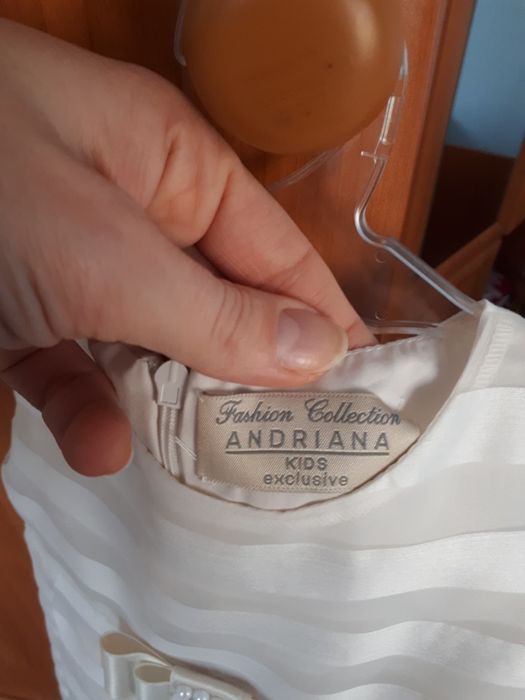 Fashion Collection
ANDRIANA
KIDS
exclusive